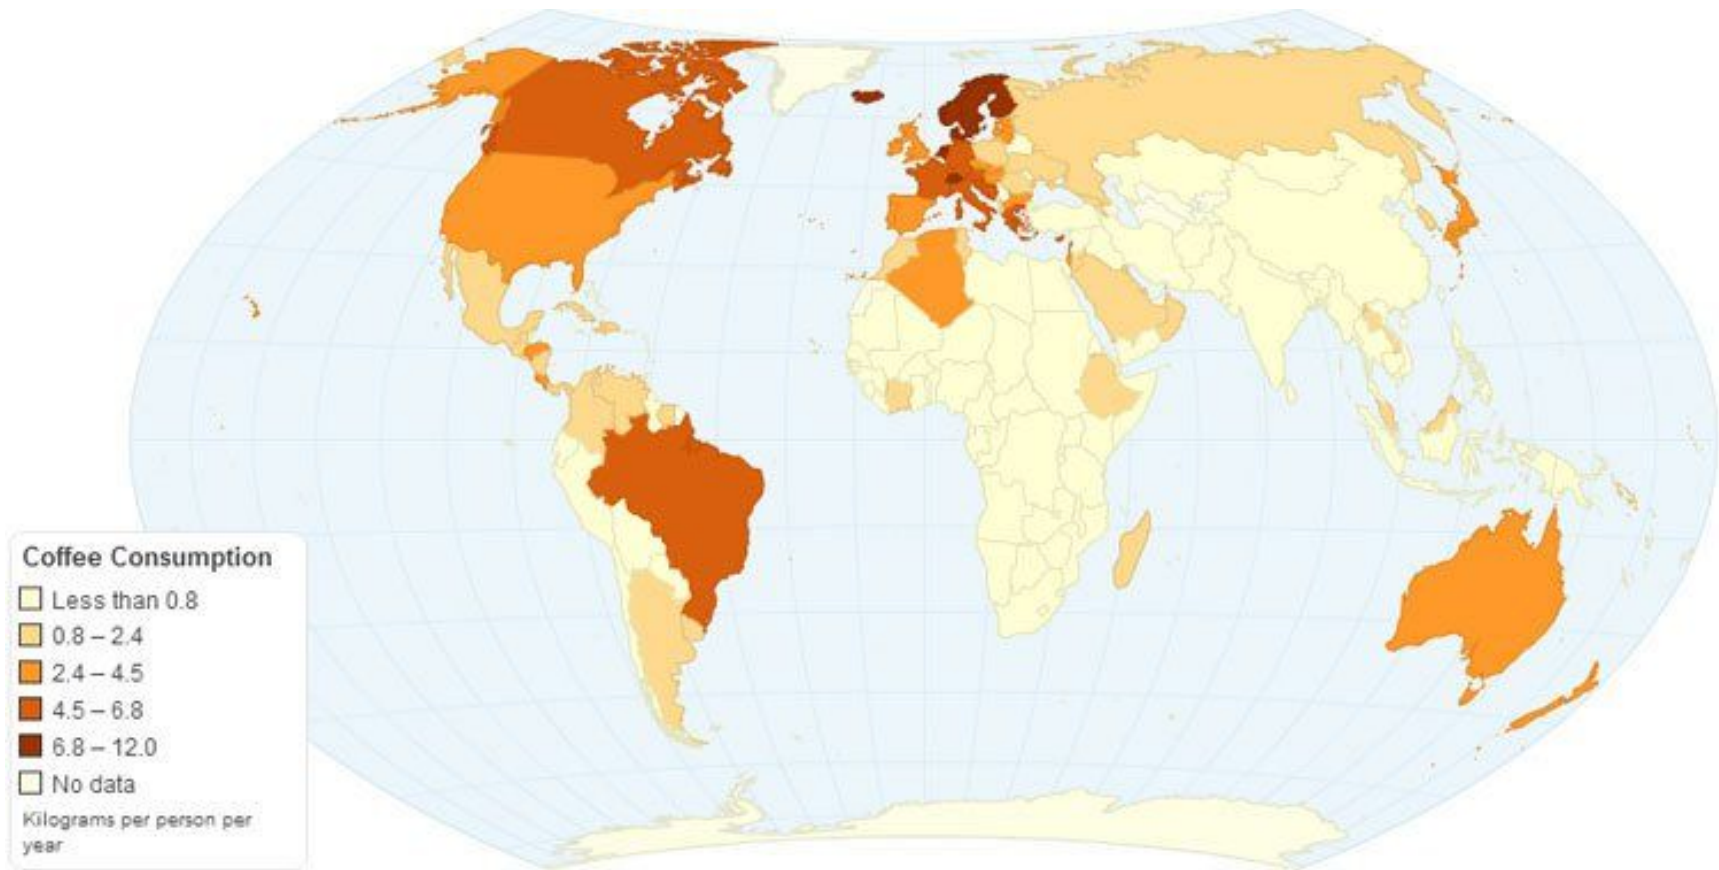 Coffee Consumption
Less than 0.8
0.8 – 2.4
2.4 – 4.5
4.5 – 6.8
6.8 – 12.0
No data
Kilograms per person per
year